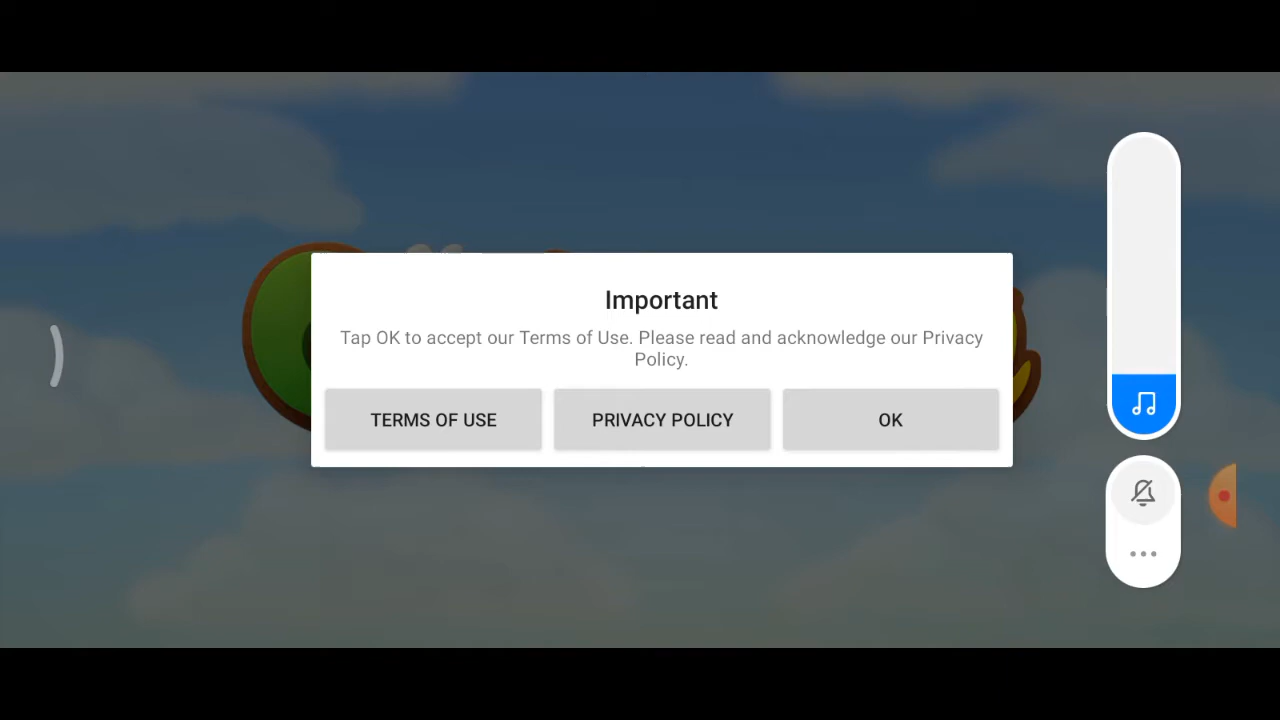 Important
Tap OK to accept our Terms of Use. Please read and acknowledge our Privacy
Policy.
TERMS OF USE
PRIVACY POLICY
OK